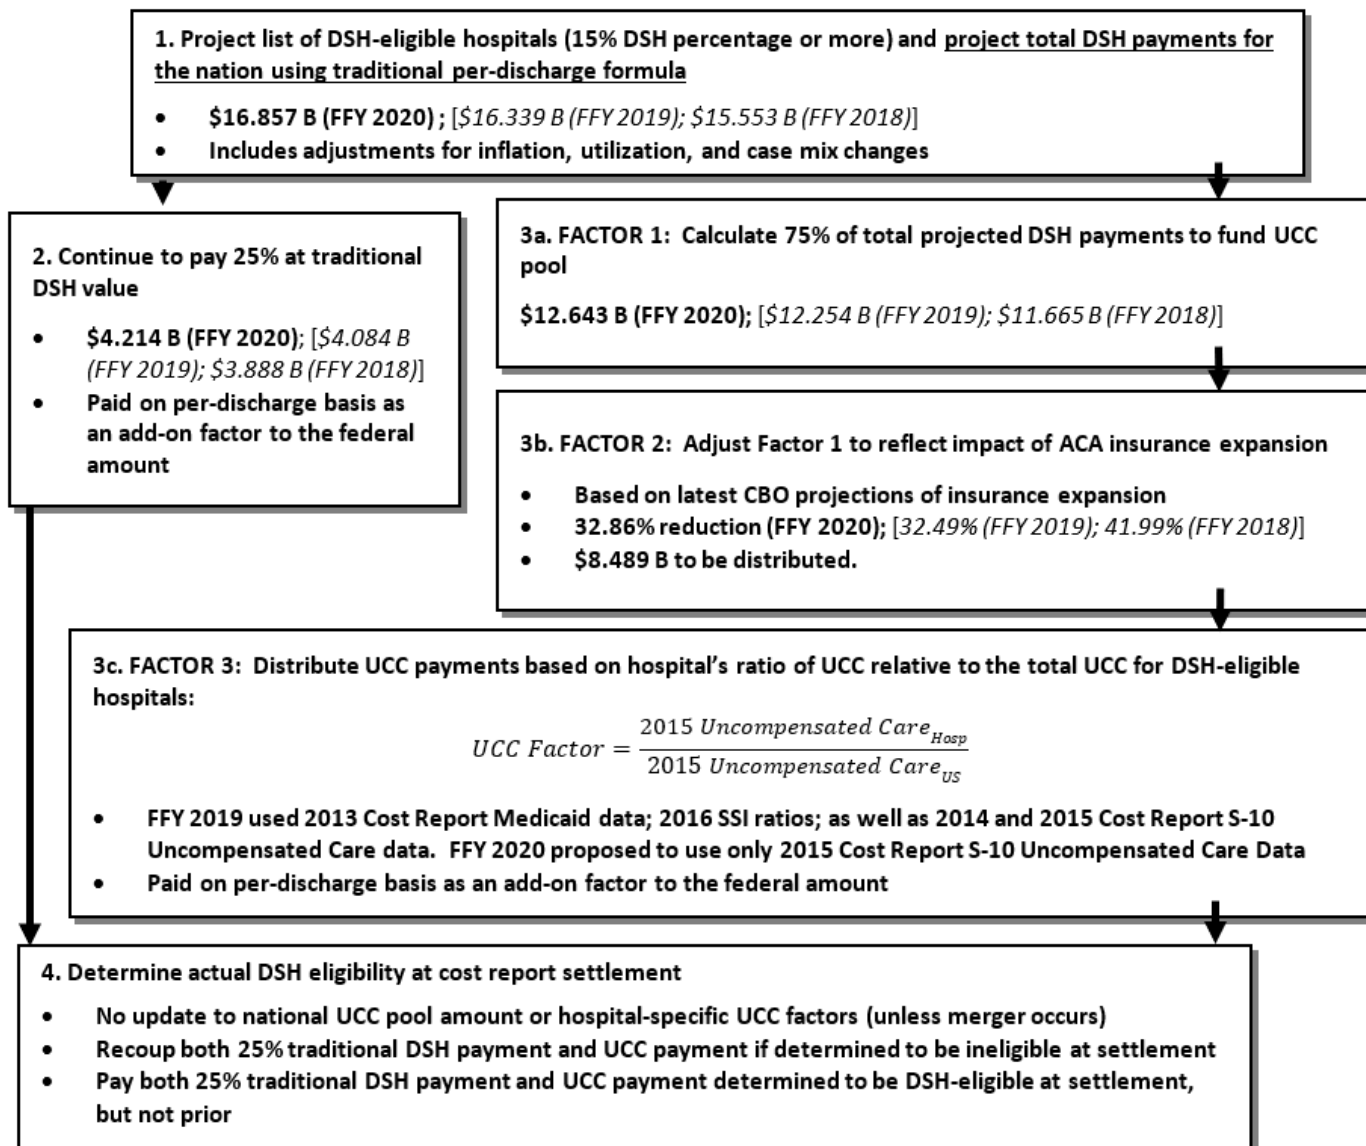 1. Project list of DSH-eligible hospitals (15% DSH percentage or more) and project total DSH payments for
the nation using traditional per-discharge formula
• $16.857 B (FFY 2020) ; [$16.339 B (FFY 2019); $15.553 B (FFY 2018)]
• Includes adjustments for inflation, utilization, and case mix changes
2. Continue to pay 25% at traditional
DSH value
• $4.214 B (FFY 2020); [$4.084 B
(FFY 2019); $3.888 B (FFY 2018)]
• Paid on per-discharge basis as
an add-on factor to the federal
amount
3a. FACTOR 1: Calculate 75% of total projected DSH payments to fund UCC
pool
$12.643 B (FFY 2020); [$12.254 B (FFY 2019); $11.665 B (FFY 2018)]
3b. FACTOR 2: Adjust Factor 1 to reflect impact of ACA insurance expansion
• Based on latest CBO projections of insurance expansion
• 32.86% reduction (FFY 2020); [32.49% (FFY 2019); 41.99% (FFY 2018)]
• $8.489 B to be distributed.
3c. FACTOR 3: Distribute UCC payments based on hospital's ratio of UCC relative to the total UCC for DSH-eligible
hospitals:
UCC Factor = 2015 Uncompensated Care_Hosp
2015 Uncompensated Care_US
• FFY 2019 used 2013 Cost Report Medicaid data; 2016 SSI ratios; as well as 2014 and 2015 Cost Report S-10
Uncompensated Care data. FFY 2020 proposed to use only 2015 Cost Report S-10 Uncompensated Care Data
• Paid on per-discharge basis as an add-on factor to the federal amount
4. Determine actual DSH eligibility at cost report settlement
• No update to national UCC pool amount or hospital-specific UCC factors (unless merger occurs)
• Recoup both 25% traditional DSH payment and UCC payment if determined to be ineligible at settlement
• Pay both 25% traditional DSH payment and UCC payment determined to be DSH-eligible at settlement,
but not prior